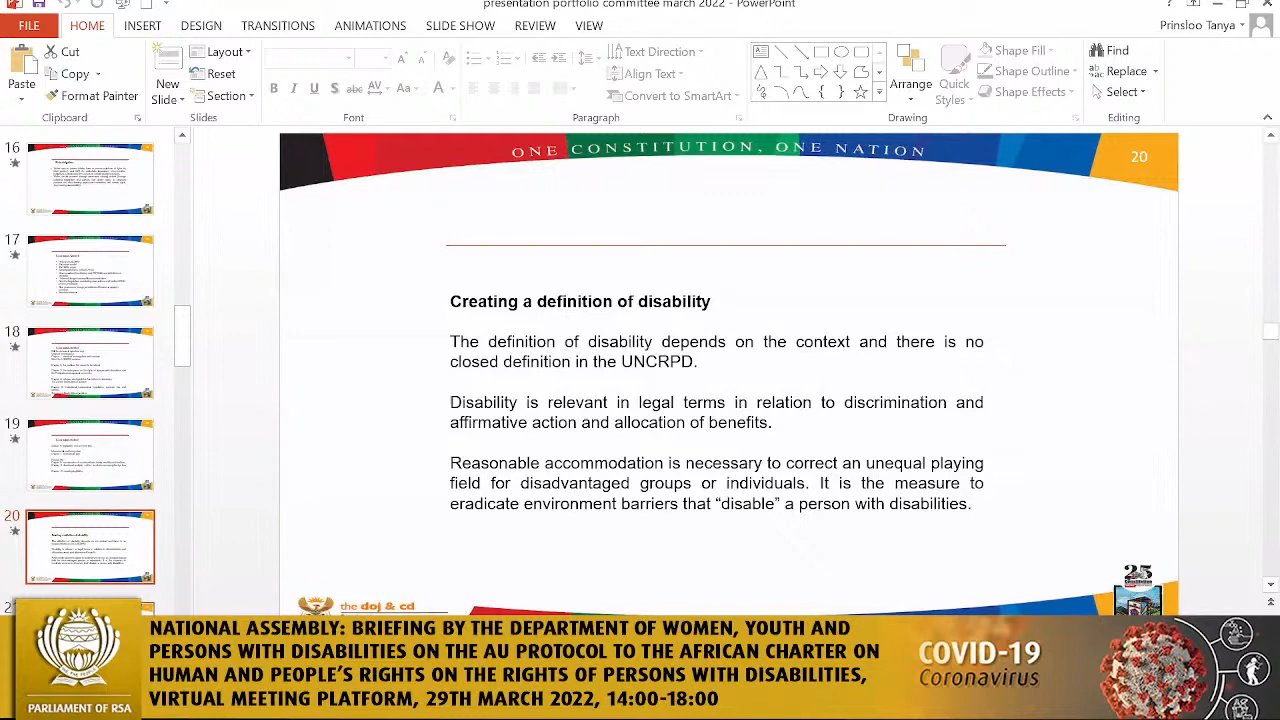 presentation portfolio committee march 2022 - PowerPoint
FILE HOME INSERT DESIGN TRANSITIONS ANIMATIONS SLIDE SHOW REVIEW VIEW Prinsloo Tanya
Cut
Copy
Format Painter
Paste
Clipboard
New
Slide
Layout
Reset
Section
Slides
B I U S abc AV Aa A
Font
Text Direction
Align Text
Convert to SmartArt
Paragraph
Arrange
Quick
Styles
Shape Fill
Shape Outline
Shape Effects
Drawing
Find
Replace
Select
Editing
16
17
18
19
20
ONE CONSTITUTION, ONE NATION
20
Creating a definition of disability
The definition of disability depends on the context and there is no
closed definition in the UNCRPD.
Disability is relevant in legal terms in relation to discrimination and
affirmative action and allocation of benefits.
Reasonable accommodation is necessary to correct an unequal playing
field for disadvantaged groups or individuals. It is the measure to
eradicate environment barriers that “disable” a person with disabilities.
the doj & cd
25
PARLIAMENT OF RSA
NATIONAL ASSEMBLY: BRIEFING BY THE DEPARTMENT OF WOMEN, YOUTH AND
PERSONS WITH DISABILITIES ON THE AU PROTOCOL TO THE AFRICAN CHARTER ON
HUMAN AND PEOPLE’S RIGHTS ON THE RIGHTS OF PERSONS WITH DISABILITIES,
VIRTUAL MEETING PLATFORM, 29TH MARCH 2022, 14:00-18:00
COVID-19
Coronavirus